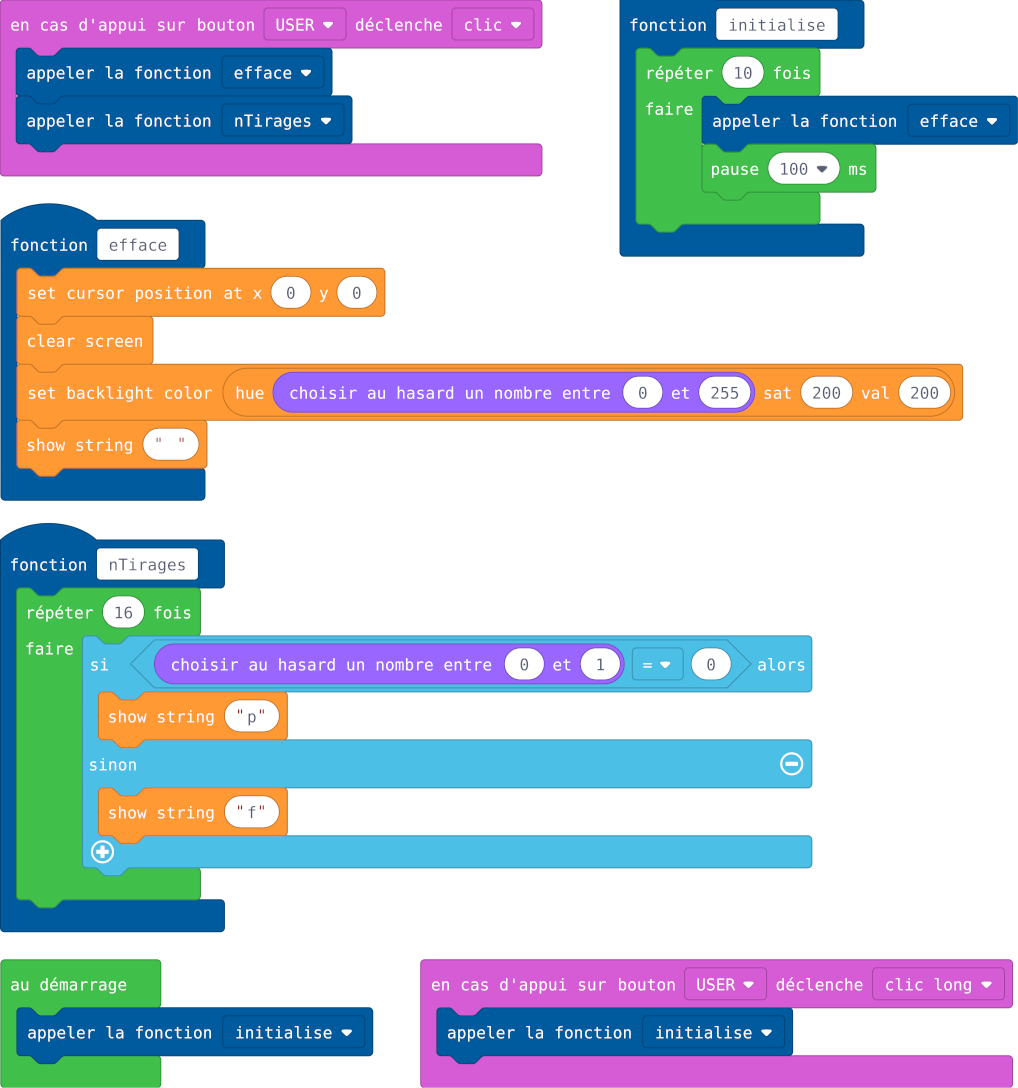 en cas d'appui sur bouton USER déclenche clic
appeler la fonction efface
appeler la fonction nTirages
fonction initialise
répéter 10 fois
faire
appeler la fonction efface
pause 100 ms
fonction efface
set cursor position at x 0 y 0
clear screen
set backlight color hue choisir au hasard un nombre entre 0 et 255 sat 200 val 200
show string " "
fonction nTirages
répéter 16 fois
faire
si choisir au hasard un nombre entre 0 et 1 = 0 alors
show string "p"
sinon
show string "f"
au démarrage
appeler la fonction initialise
en cas d'appui sur bouton USER déclenche clic long
appeler la fonction initialise